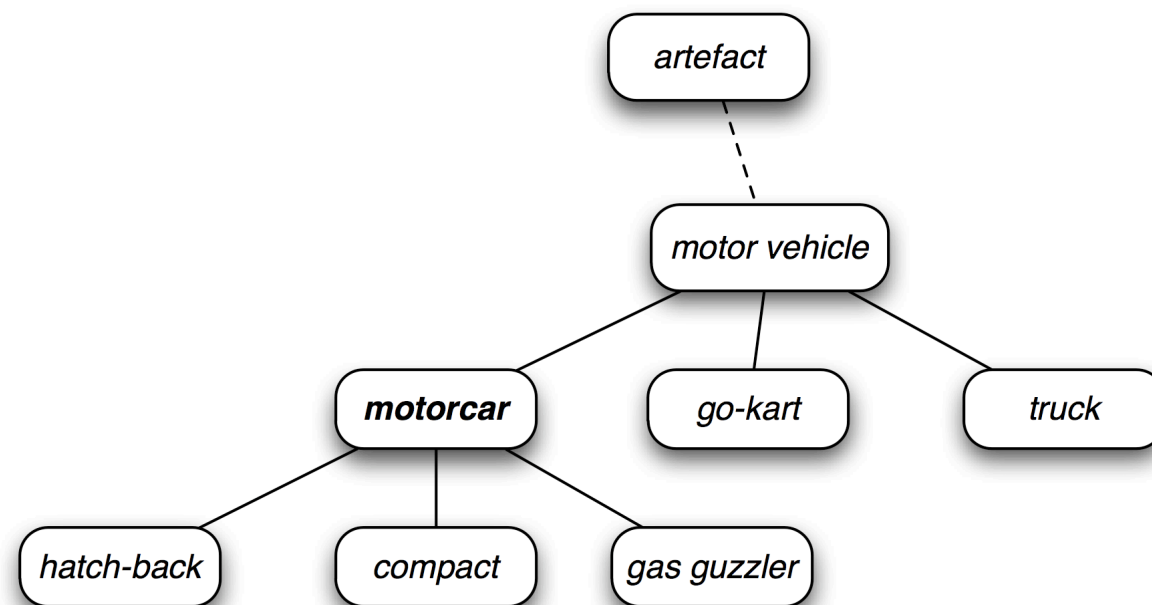 artefact
motor vehicle
motorcar
go-kart
truck
hatch-back
compact
gas guzzler